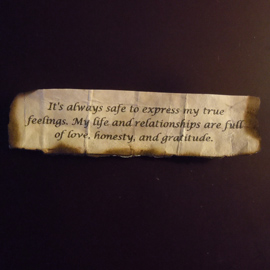 It's always safe to express my true
feelings. My life and relationships are full
of love, honesty, and gratitude.